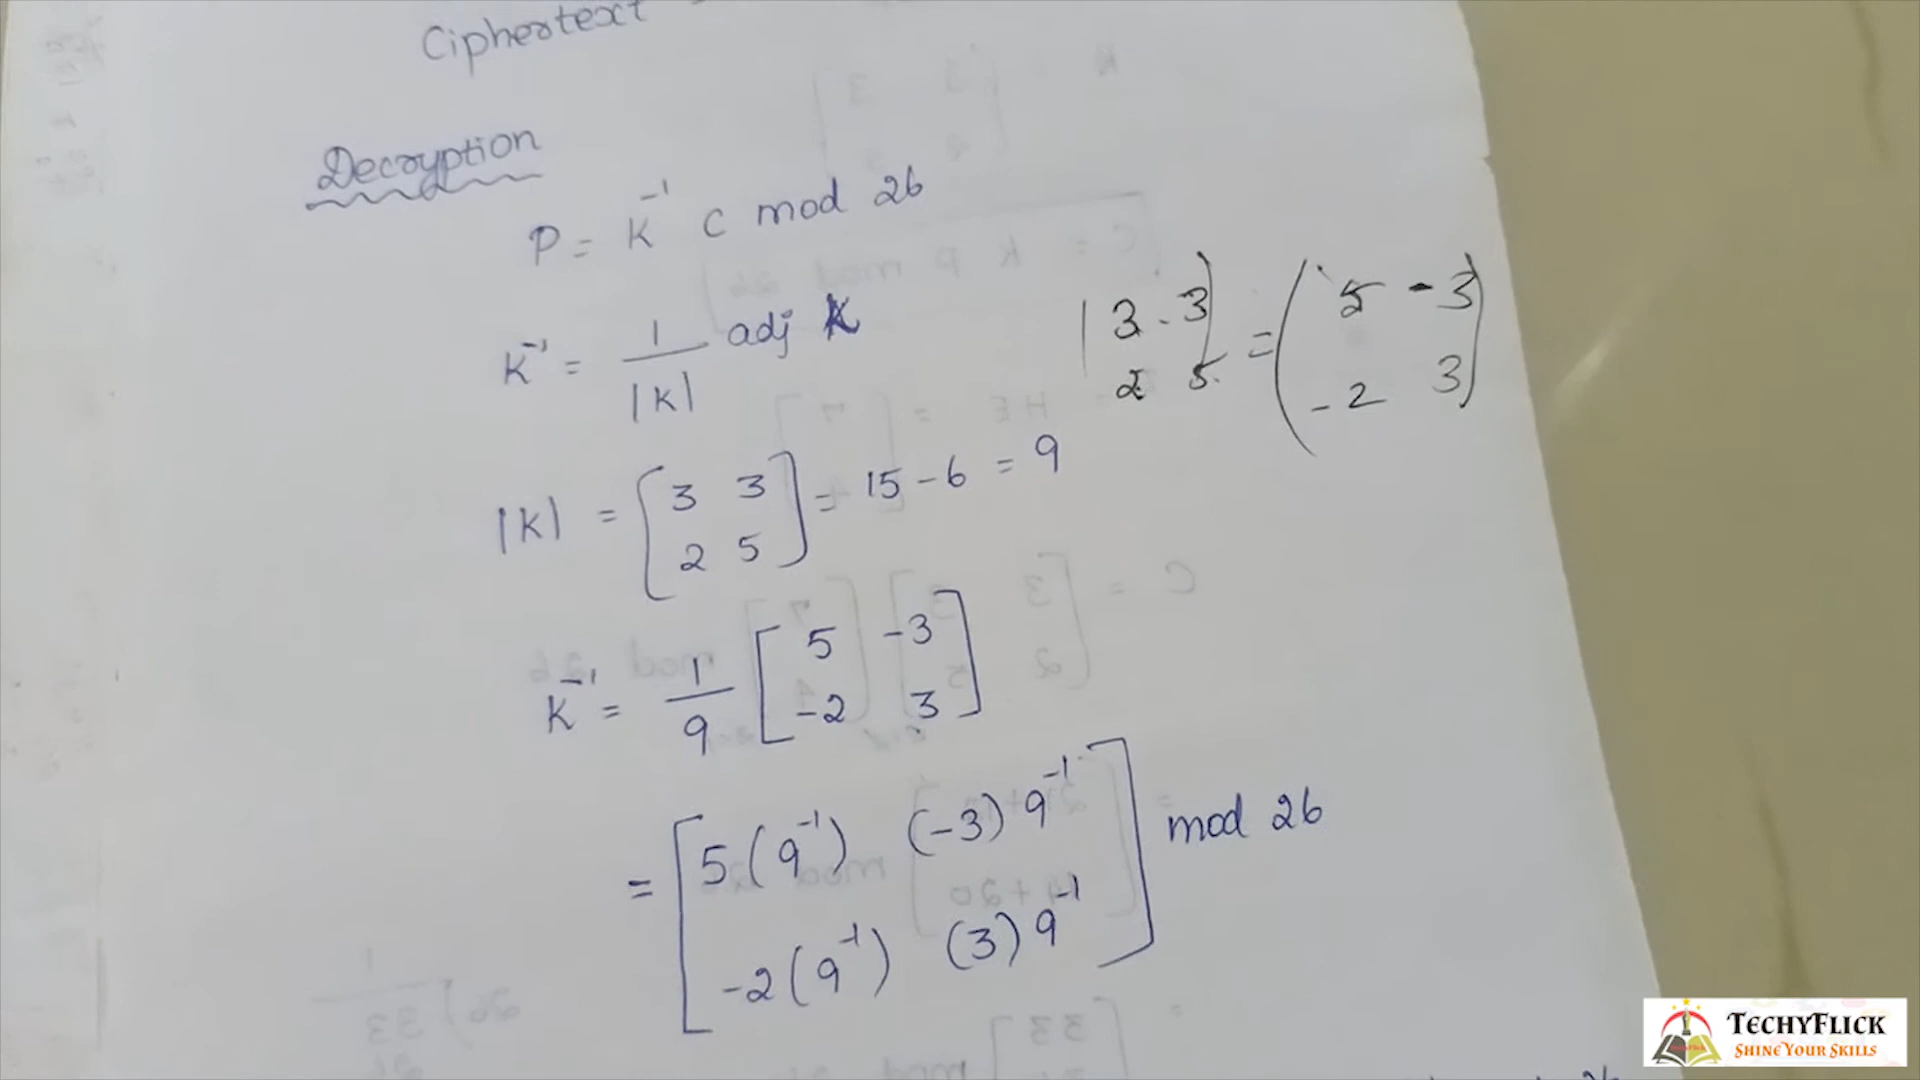 Ciphertext
Decryption
P = K⁻¹ C mod 26
K⁻¹ = 1/|K| adj K
|3 3
2 5| = (5 -3
-2 3)
|K| = [3 3
2 5] = 15 - 6 = 9
K⁻¹ = 1/9 [5 -3
-2 3]
= [5(9⁻¹) (-3)9⁻¹
-2(9⁻¹) (3)9⁻¹] mod 26
TECHYFLICK
SHINE YOUR SKILLS